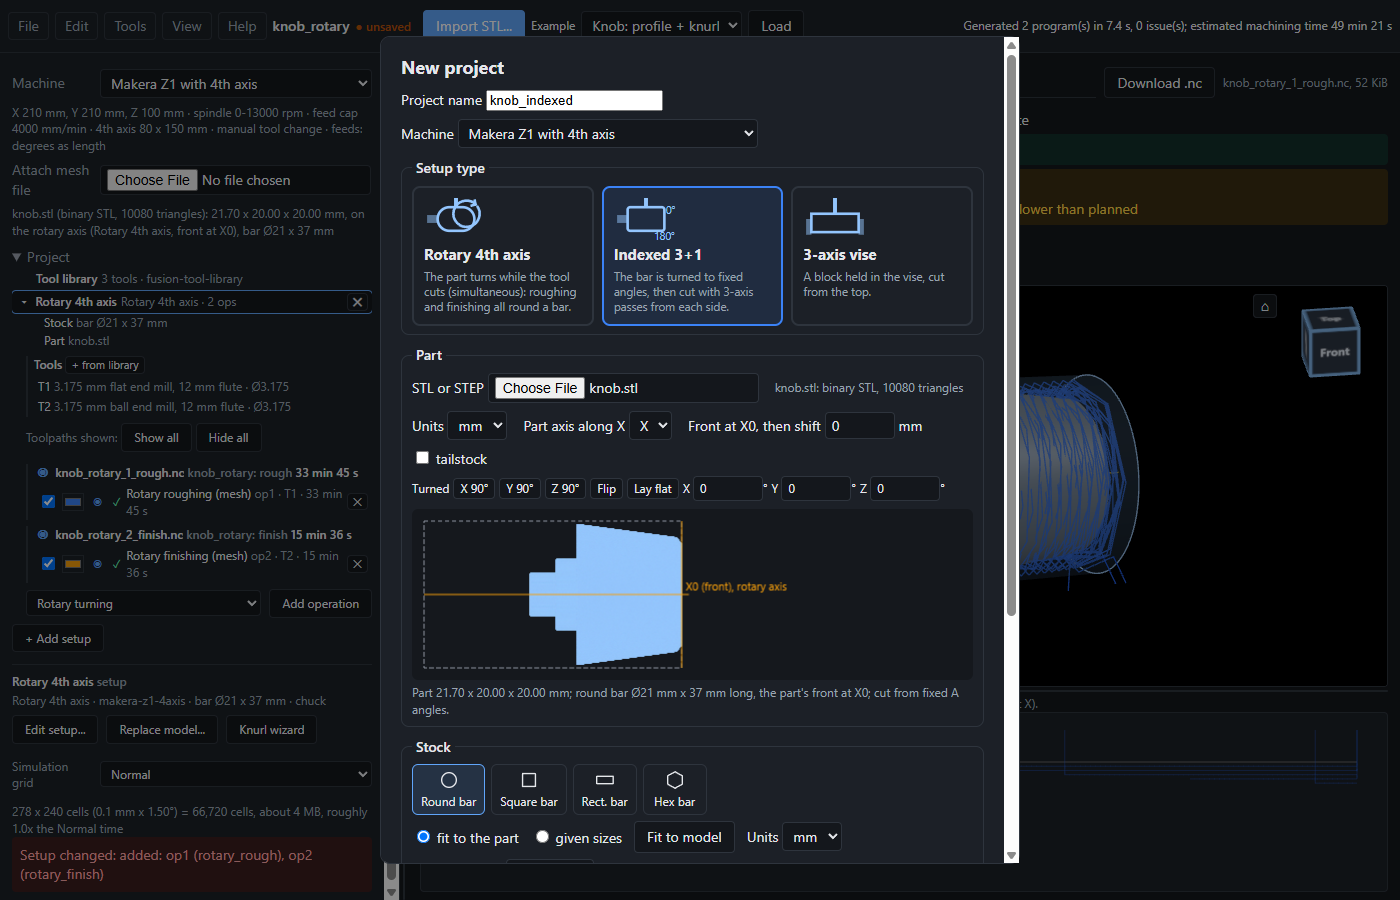 File Edit Tools View Help knob_rotary ● unsaved Import STL... Example Knob: profile + knurl Load Generated 2 program(s) in 7.4 s, 0 issue(s); estimated machining time 49 min 21 s
Machine Makera Z1 with 4th axis
X 210 mm, Y 210 mm, Z 100 mm · spindle 0-13000 rpm · feed cap
4000 mm/min · 4th axis 80 x 150 mm · manual tool change · feeds:
degrees as length
Attach mesh file Choose File No file chosen
knob.stl (binary STL, 10080 triangles): 21.70 x 20.00 x 20.00 mm, on
the rotary axis (Rotary 4th axis, front at X0), bar Ø21 x 37 mm
Project
Tool library 3 tools · fusion-tool-library
Rotary 4th axis Rotary 4th axis · 2 ops
Stock bar Ø21 x 37 mm
Part knob.stl
Tools + from library
T1 3.175 mm flat end mill, 12 mm flute · Ø3.175
T2 3.175 mm ball end mill, 12 mm flute · Ø3.175
Toolpaths shown: Show all Hide all
knob_rotary_1_rough.nc knob_rotary: rough 33 min 45 s
Rotary roughing (mesh) op1 · T1 · 33 min
45 s
knob_rotary_2_finish.nc knob_rotary: finish 15 min 36 s
Rotary finishing (mesh) op2 · T2 · 15 min
36 s
Rotary turning Add operation
+ Add setup
Rotary 4th axis setup
Rotary 4th axis · makera-z1-4axis · bar Ø21 x 37 mm · chuck
Edit setup... Replace model... Knurl wizard
Simulation grid Normal
278 x 240 cells (0.1 mm x 1.50°) = 66,720 cells, about 4 MB, roughly
1.0x the Normal time
Setup changed: added: op1 (rotary_rough), op2
(rotary_finish)
New project
Project name knob_indexed
Machine Makera Z1 with 4th axis
Setup type
Rotary 4th axis
The part turns while the tool
cuts (simultaneous): roughing
and finishing all round a bar.
0°
180°
Indexed 3+1
The bar is turned to fixed
angles, then cut with 3-axis
passes from each side.
3-axis vise
A block held in the vise, cut
from the top.
Part
STL or STEP Choose File knob.stl knob.stl: binary STL, 10080 triangles
Units mm Part axis along X X Front at X0, then shift 0 mm
tailstock
Turned X 90° Y 90° Z 90° Flip Lay flat X 0 ° Y 0 ° Z 0 °
X0 (front), rotary axis
Part 21.70 x 20.00 x 20.00 mm; round bar Ø21 mm x 37 mm long, the part's front at X0; cut from fixed A
angles.
Stock
Round bar Square bar Rect. bar Hex bar
fit to the part given sizes Fit to model Units mm
Download .nc knob_rotary_1_rough.nc, 52 KiB
lower than planned
⌂
Top
Front
X).